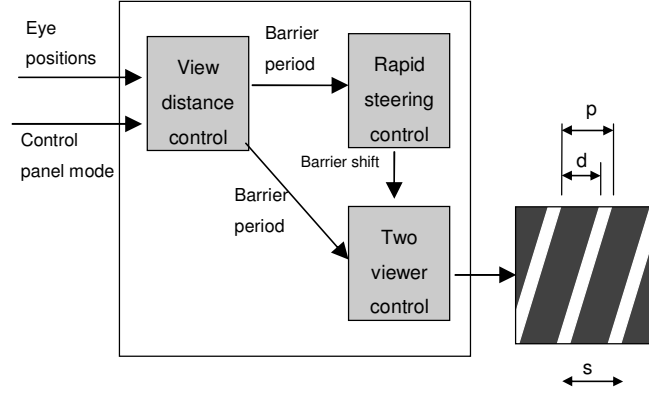 Eye
positions
Control
panel mode
View
distance
control
Barrier
period
Rapid
steering
control
Barrier shift
Barrier
period
Two
viewer
control
p
d
s